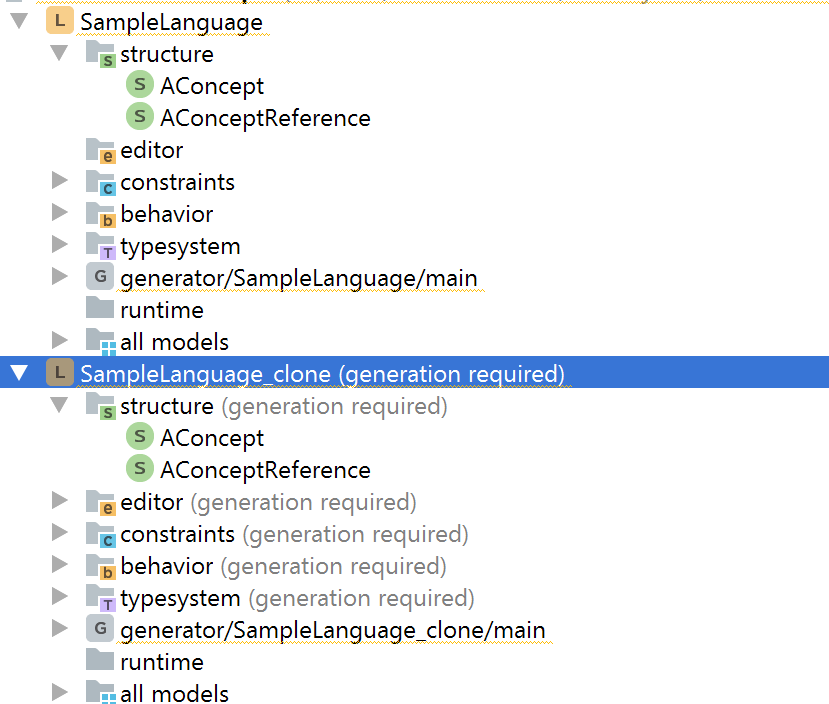 L SampleLanguage
structure
S AConcept
S AConceptReference
e editor
c constraints
b behavior
T typesystem
G generator/SampleLanguage/main
runtime
all models
L SampleLanguage_clone (generation required)
s structure (generation required)
S AConcept
S AConceptReference
e editor (generation required)
c constraints (generation required)
b behavior (generation required)
T typesystem (generation required)
G generator/SampleLanguage_clone/main
runtime
all models